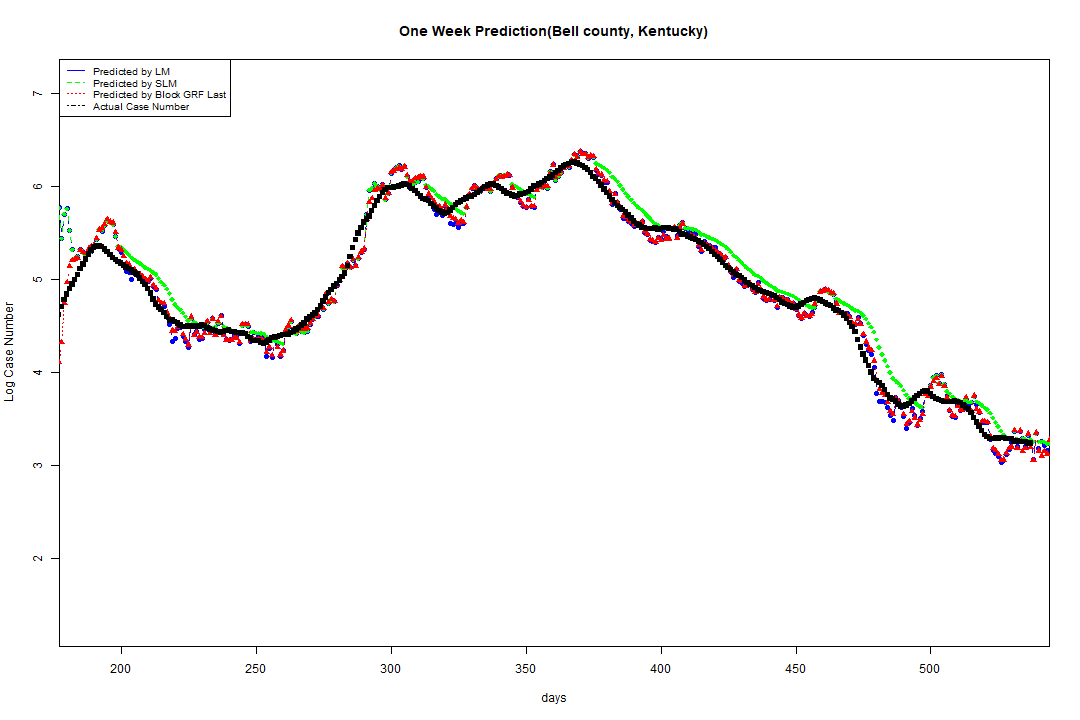 One Week Prediction(Bell county, Kentucky)
Predicted by LM
Predicted by SLM
Predicted by Block GRF Last
Actual Case Number
7
6
5
4
3
2
Log Case Number
200 250 300 350 400 450 500
days